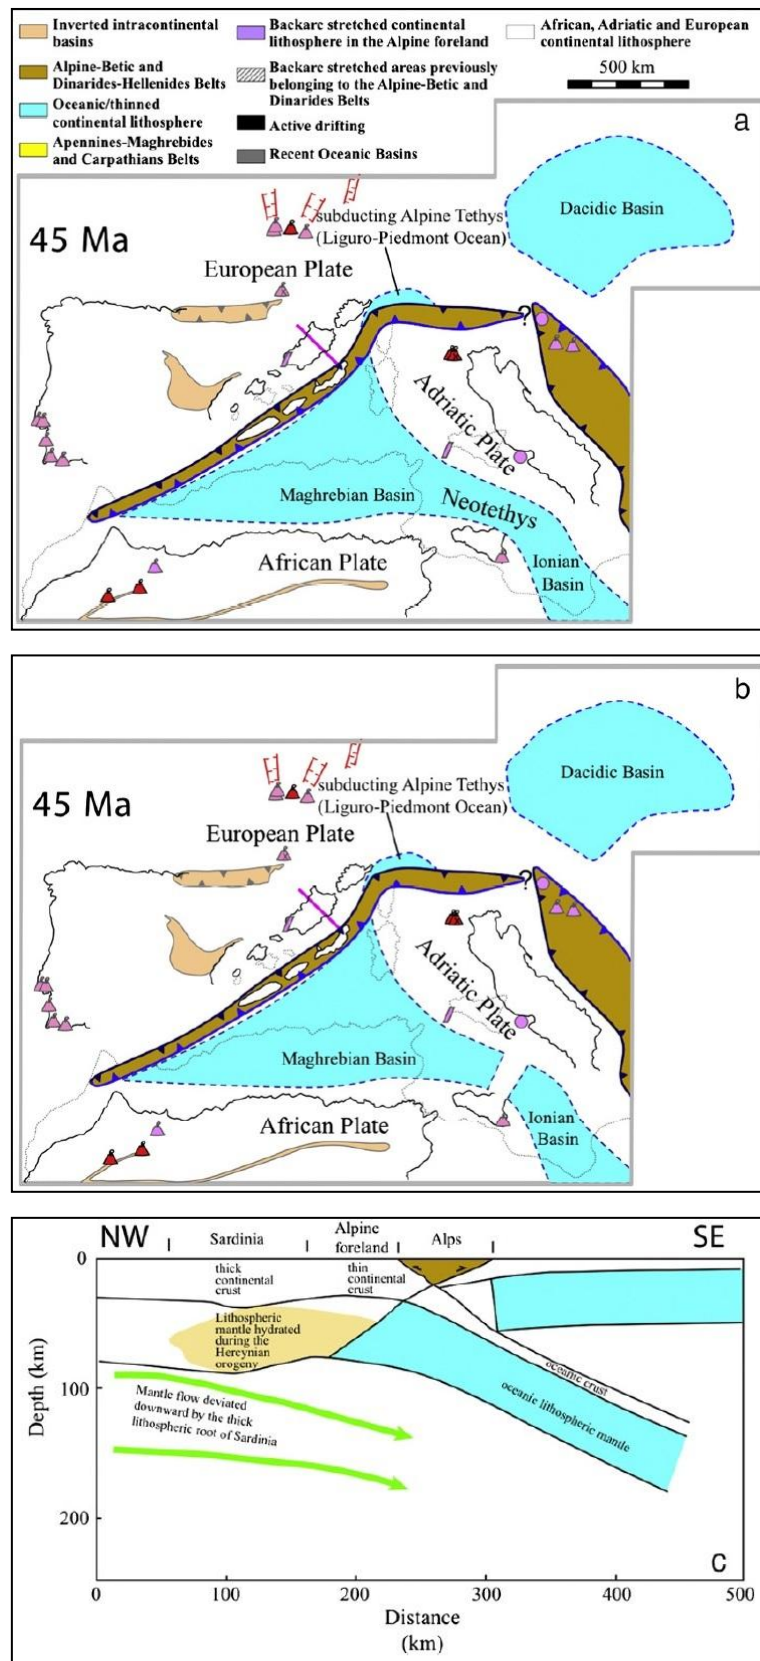 Inverted intracontinental
basins
Backarc stretched continental
lithosphere in the Alpine foreland
African, Adriatic and European
continental lithosphere
Alpine-Betic and
Dinarides-Hellenides Belts
Backarc stretched areas previously
belonging to the Alpine-Betic and
Dinarides Belts
500 km
Oceanic/thinned
continental lithosphere
Active drifting
Apennines-Maghrebides
and Carpathians Belts
Recent Oceanic Basins
a
45 Ma
subducting Alpine Tethys
(Liguro-Piedmont Ocean)
Dacidic Basin
European Plate
?
Adriatic Plate
Maghrebian Basin
Neotethys
African Plate
Ionian
Basin
b
45 Ma
subducting Alpine Tethys
(Liguro-Piedmont Ocean)
Dacidic Basin
European Plate
?
Adriatic Plate
Maghrebian Basin
African Plate
Ionian
Basin
NW
Sardinia
Alpine
foreland
Alps
SE
0
thick
continental
crust
thin
continental
crust
Lithospheric
mantle hydrated
during the
Hercynian
orogeny
oceanic crust
oceanic lithospheric mantle
Depth (km)
100
Mantle flow deviated
downward by the thick
lithospheric root of Sardinia
200
C
0
100
200
300
400
500
Distance
(km)